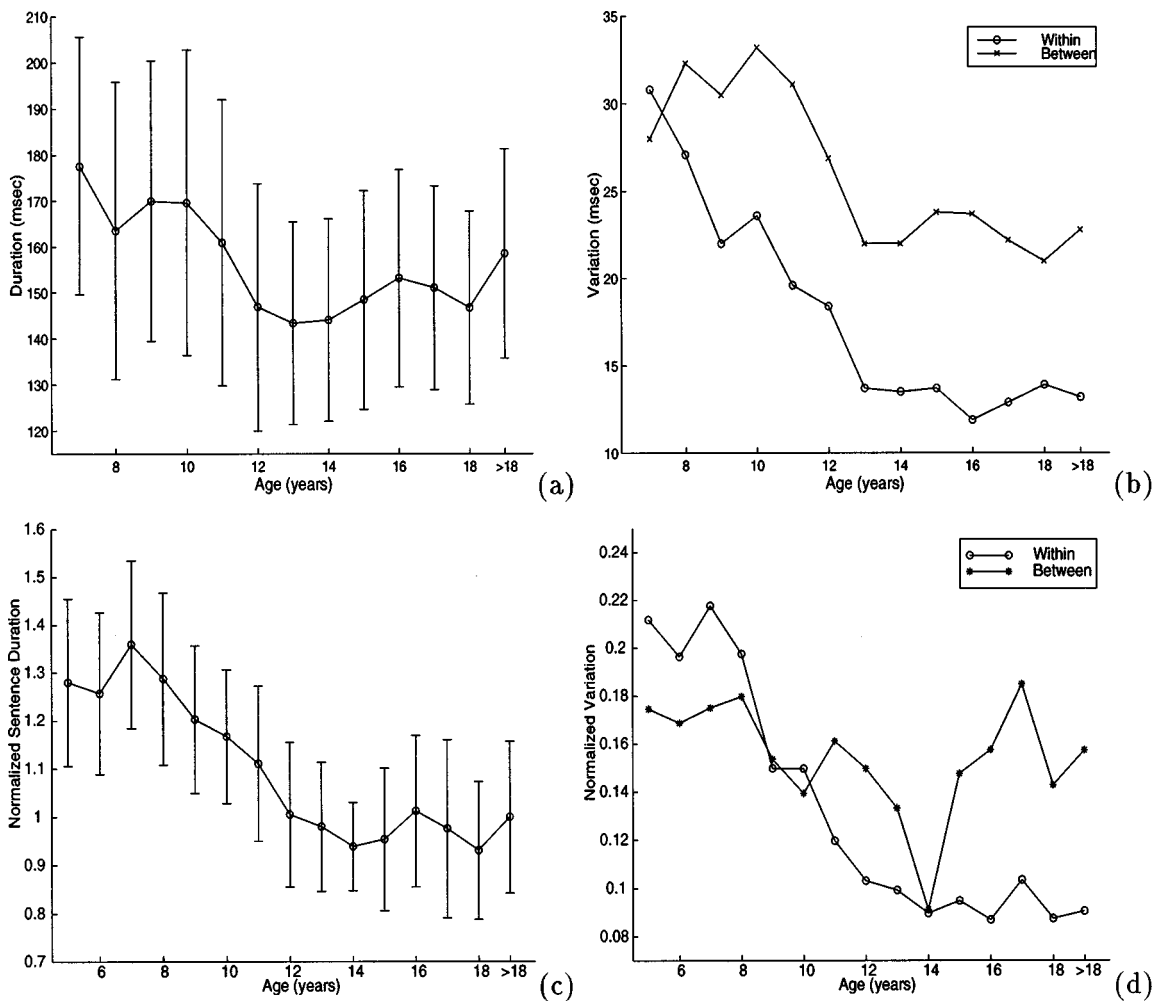 210
200
190
180
170
160
150
140
130
120
Duration (msec)
8 10 12 14 16 18 >18
Age (years)
(a)
35
30
25
20
15
10
Variation (msec)
Within
Between
8 10 12 14 16 18 >18
Age (years)
(b)
1.6
1.5
1.4
1.3
1.2
1.1
1
0.9
0.8
0.7
Normalized Sentence Duration
6 8 10 12 14 16 18 >18
Age (years)
(c)
0.24
0.22
0.2
0.18
0.16
0.14
0.12
0.1
0.08
Normalized Variation
Within
Between
6 8 10 12 14 16 18 >18
Age (years)
(d)